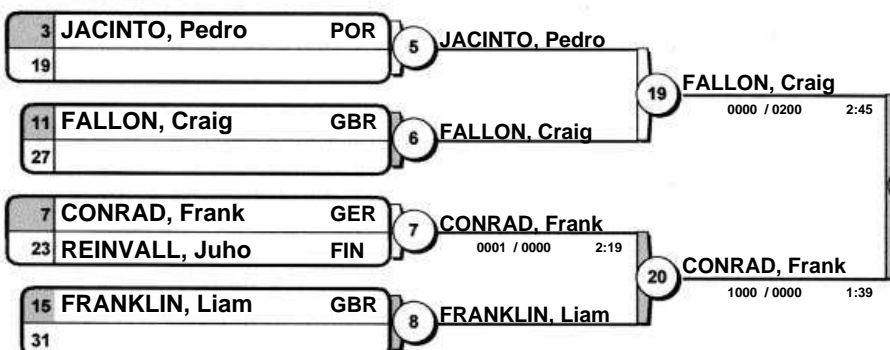 3 JACINTO, Pedro POR
19
5 JACINTO, Pedro
11 FALLON, Craig GBR
27
6 FALLON, Craig
19 FALLON, Craig
0000 / 0200 2:45
7 CONRAD, Frank GER
23 REINVALL, Juho FIN
7 CONRAD, Frank
0001 / 0000 2:19
15 FRANKLIN, Liam GBR
31
8 FRANKLIN, Liam
20 CONRAD, Frank
1000 / 0000 1:39